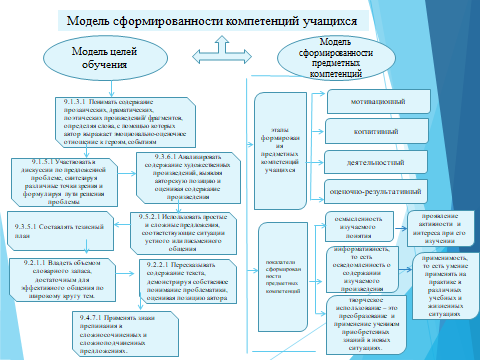 Модель сформированности компетенций учащихся
Модель целей
обучения
Модель
сформированности
предметных
компетенций
9.1.3.1 Понимать содержание
прозаических, драматических,
поэтических произведений/ фрагментов,
определяя слова, с помощью которых
автор выражает эмоционально-оценочное
отношение к героям, событиям
9.1.5.1 Участвовать в
дискуссии по предложенной
проблеме, синтезируя
различные точки зрения и
формулируя пути решения
проблемы
9.3.6.1 Анализировать
содержание художественных
произведений, выявляя
авторскую позицию и
оценивая содержание
произведения
9.3.5.1 Составлять тезисный
план
9.5.2.1 Использовать простые
и сложные предложения,
соответствующие ситуации
устного или письменного
общения
9.2.1.1 Владеть объемом
словарного запаса,
достаточным для
эффективного общения по
широкому кругу тем.
9.2.2.1 Пересказывать
содержание текста,
демонстрируя собственное
понимание проблематики,
оценивая позицию автора
9.4.7.1 Применять знаки
препинания в
сложносочиненных и
сложноподчиненных
предложениях.
этапы
формирован
ия
предметных
компетенций
учащихся
мотивационный
когнитивный
деятельностный
оценочно-результативный
показатели
сформирован
ности
предметных
компетенций
осмысленность
изучаемого
понятия
проявление
активности и
интереса при его
изучении
информативность,
то есть
осведомленность о
содержании
изучаемого
произведения
применимость,
то есть умение
применять на
практике в
различных
учебных и
жизненных
ситуациях
творческое
использование – это
преобразование и
применение учеником
приобретенных
знаний в новых
ситуациях.